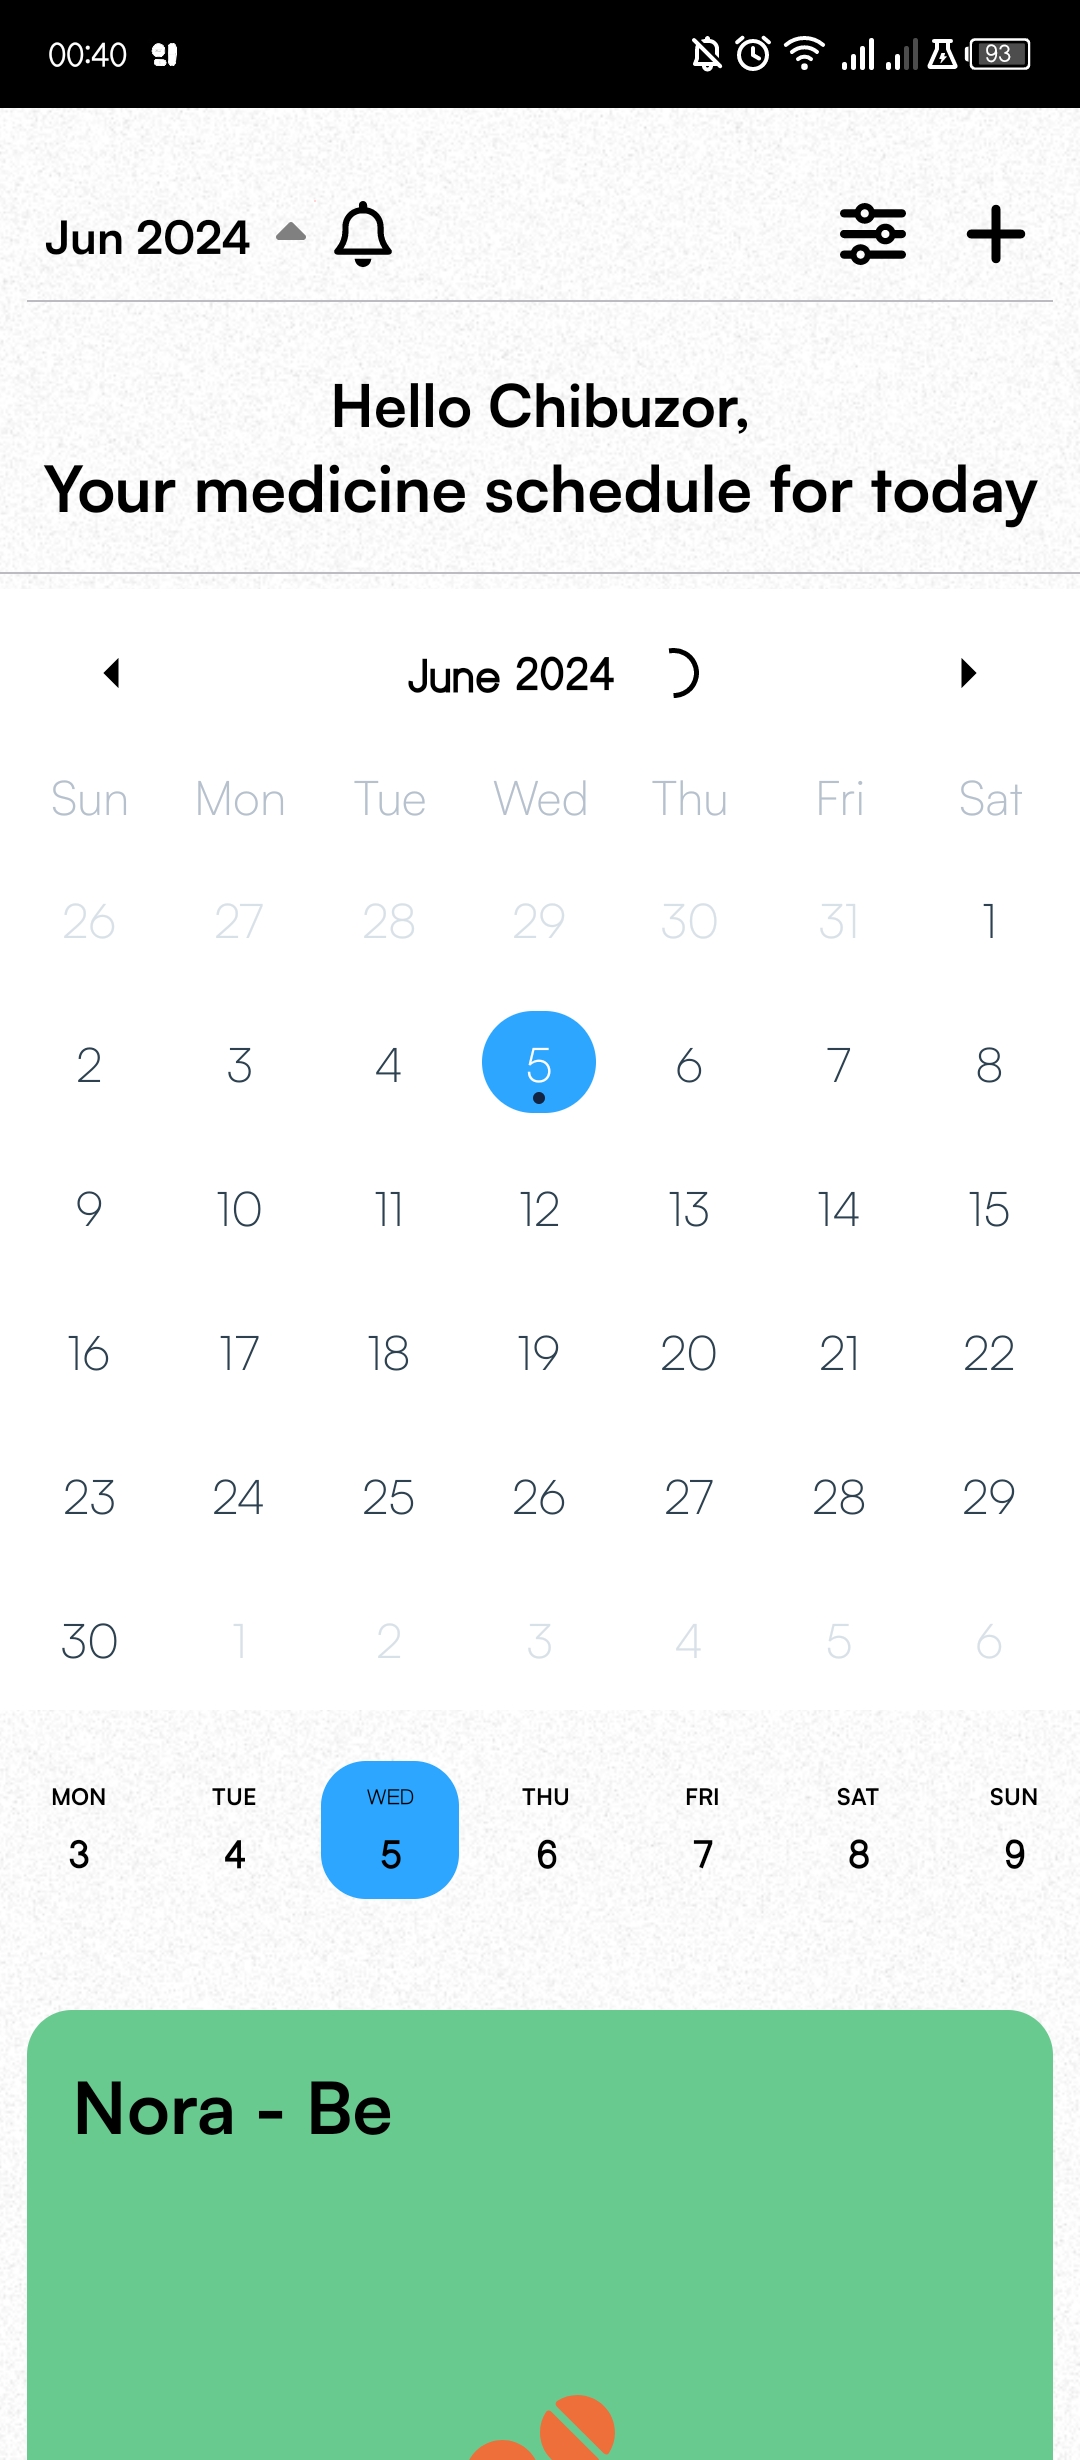 00:40 93
Jun 2024
Hello Chibuzor,
Your medicine schedule for today
June 2024
Sun Mon Tue Wed Thu Fri Sat
26 27 28 29 30 31 1
2 3 4 5 6 7 8
9 10 11 12 13 14 15
16 17 18 19 20 21 22
23 24 25 26 27 28 29
30 1 2 3 4 5 6
MON TUE WED THU FRI SAT SUN
3 4 5 6 7 8 9
Nora - Be